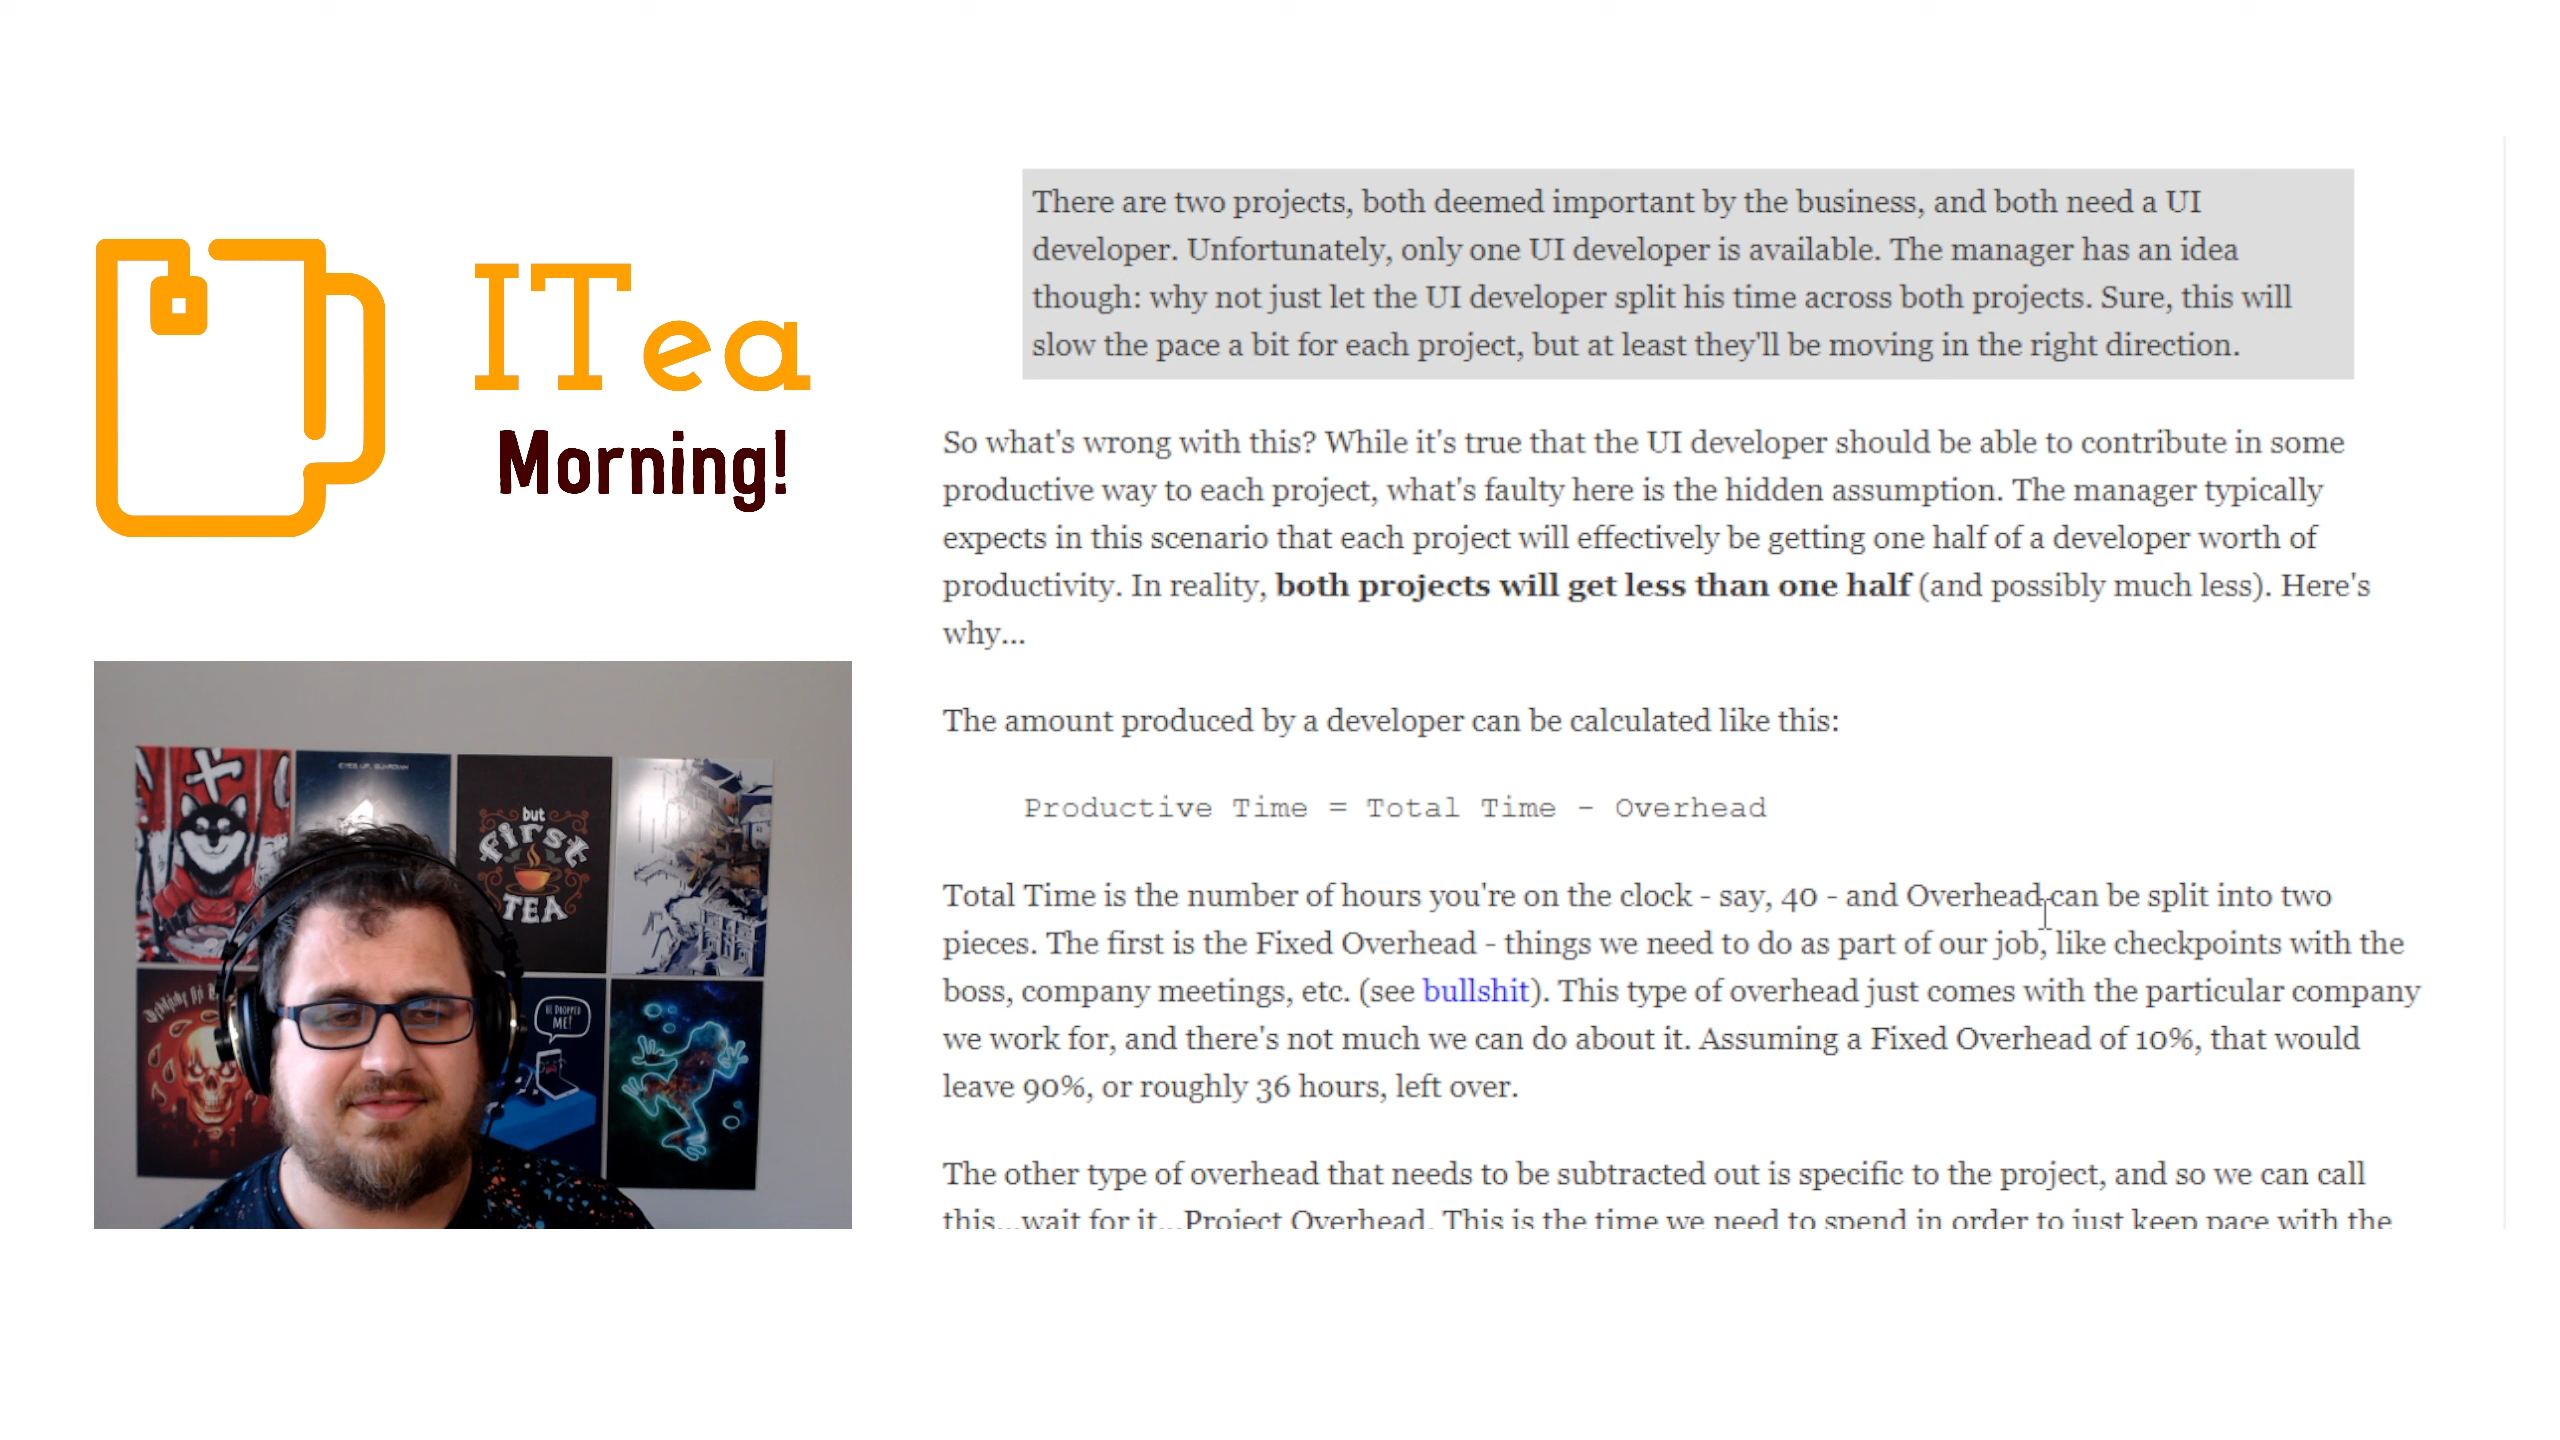 ITea
Morning!
There are two projects, both deemed important by the business, and both need a UI
developer. Unfortunately, only one UI developer is available. The manager has an idea
though: why not just let the UI developer split his time across both projects. Sure, this will
slow the pace a bit for each project, but at least they'll be moving in the right direction.
So what's wrong with this? While it's true that the UI developer should be able to contribute in some
productive way to each project, what's faulty here is the hidden assumption. The manager typically
expects in this scenario that each project will effectively be getting one half of a developer worth of
productivity. In reality, both projects will get less than one half (and possibly much less). Here's
why...
The amount produced by a developer can be calculated like this:
Productive Time = Total Time - Overhead
Total Time is the number of hours you're on the clock - say, 40 - and Overhead can be split into two
pieces. The first is the Fixed Overhead - things we need to do as part of our job, like checkpoints with the
boss, company meetings, etc. (see bullshit). This type of overhead just comes with the particular company
we work for, and there's not much we can do about it. Assuming a Fixed Overhead of 10%, that would
leave 90%, or roughly 36 hours, left over.
The other type of overhead that needs to be subtracted out is specific to the project, and so we can call
this...wait for it...Project Overhead. This is the time we need to spend in order to just keep pace with the
EYES UP, GUARDIAN
but
first
TEA
ME!